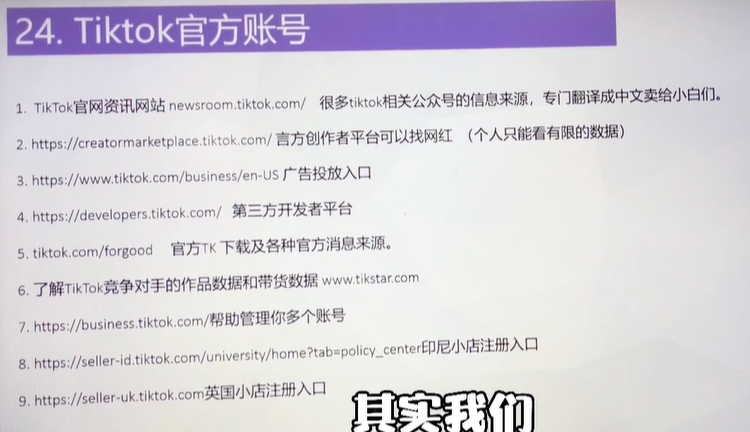 24. Tiktok官方账号
1. TikTok官网资讯网站 newsroom.tiktok.com/ 很多tiktok相关公众号的信息来源，专门翻译成中文卖给小白们。
2. https://creatormarketplace.tiktok.com/ 言方创作者平台可以找网红 （个人只能看有限的数据）
3. https://www.tiktok.com/business/en-US 广告投放入口
4. https://developers.tiktok.com/ 第三方开发者平台
5. tiktok.com/forgood 官方TK 下载及各种官方消息来源。
6. 了解TikTok竞争对手的作品数据和带货数据 www.tikstar.com
7. https://business.tiktok.com/帮助管理你多个账号
8. https://seller-id.tiktok.com/university/home?tab=policy_center印尼小店注册入口
9. https://seller-uk.tiktok.com英国小店注册入口
其实我们